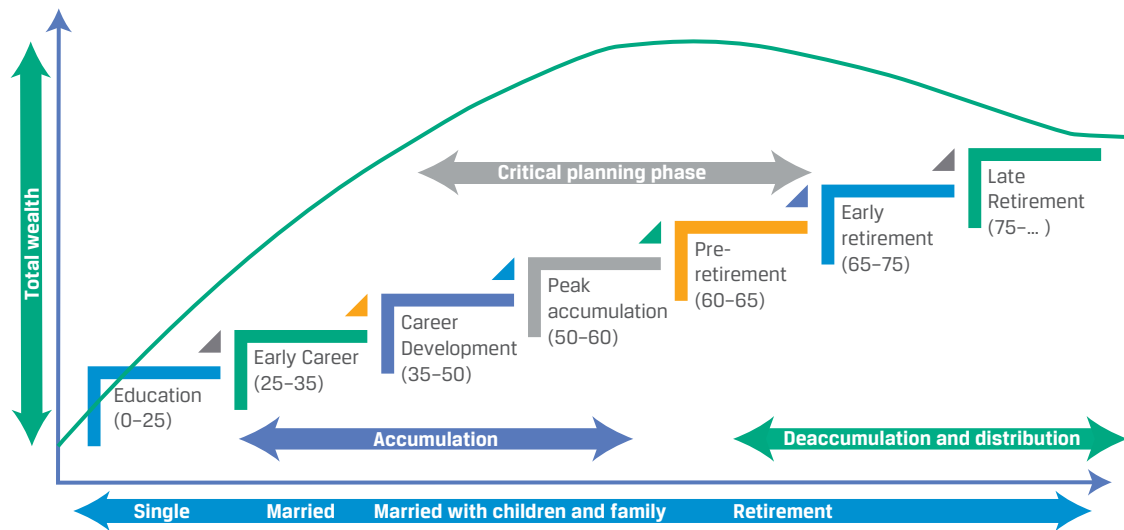 Total wealth
Critical planning phase
Education
(0–25)
Early Career
(25–35)
Career
Development
(35–50)
Peak
accumulation
(50–60)
Pre-
retirement
(60–65)
Early
retirement
(65–75)
Late
Retirement
(75–... )
Accumulation
Deaccumulation and distribution
Single
Married
Married with children and family
Retirement